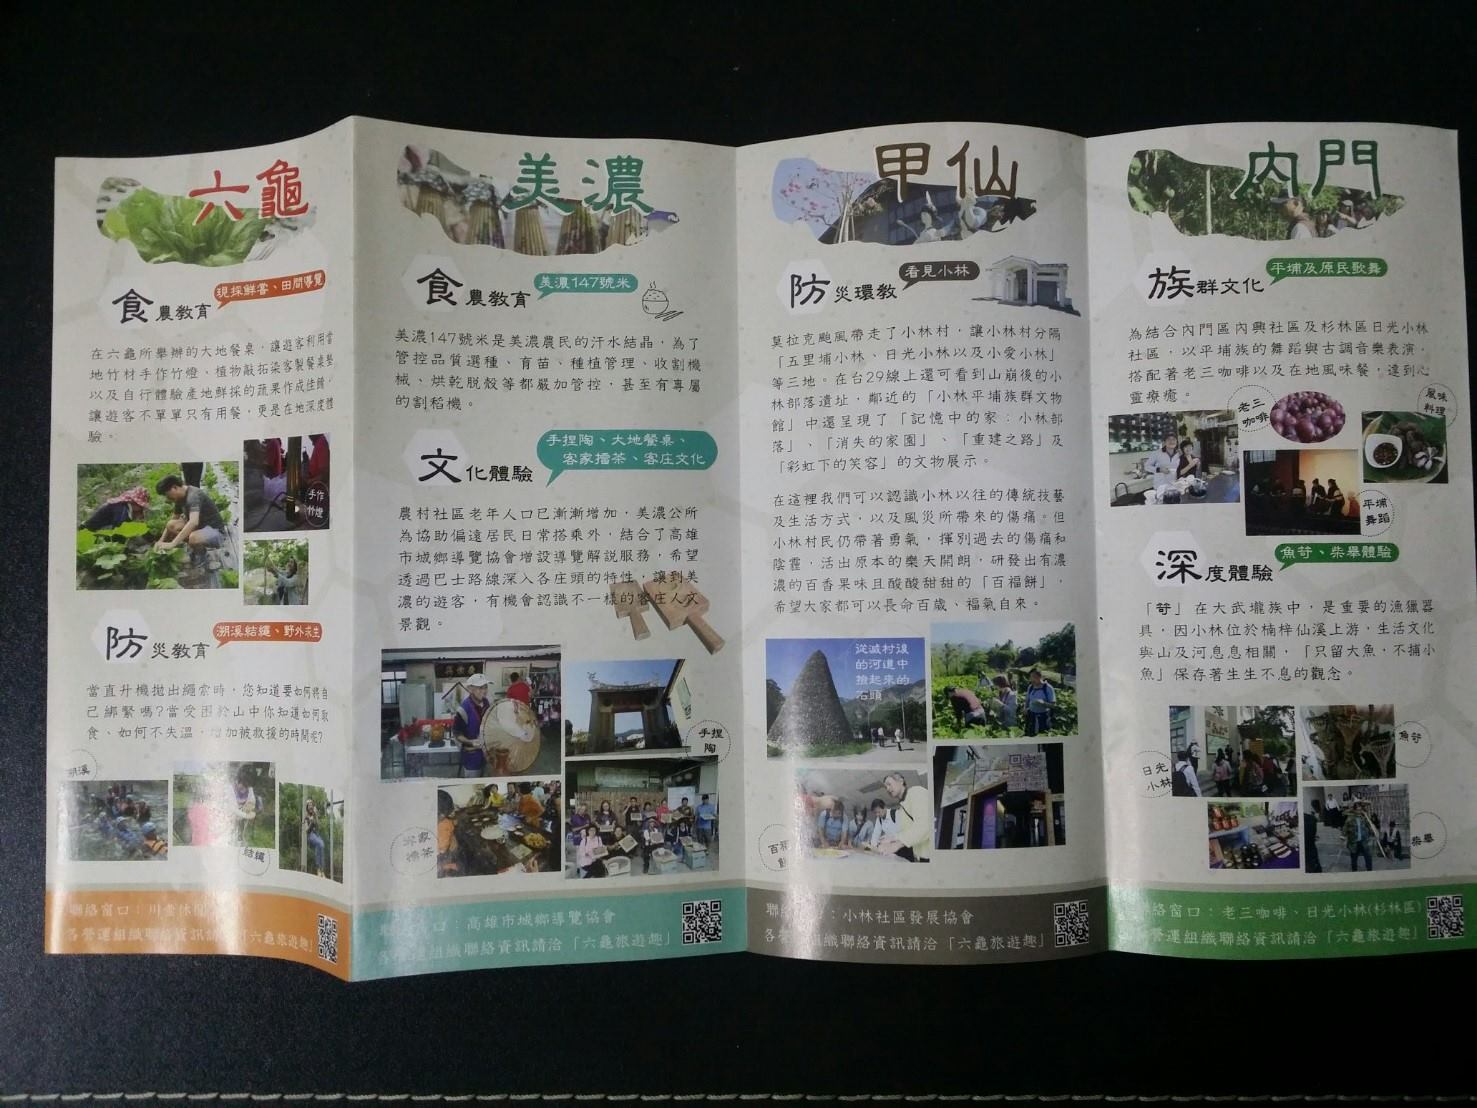 六龜
食農教育
現採鮮嘗、田間導覽
在六龜所舉辦的大地餐桌，讓遊客利用當
地竹材手作竹燈、植物敲拓染客製餐桌墊
以及自行體驗產地鮮採的蔬果作成佳餚，
讓遊客不單單只有用餐，更是在地深度體
驗。
手作
竹燈
防災教育
溯溪結繩、野外求生
當直升機拋出繩索時，您知道要如何將自
己綁緊嗎?當受困於山中你知道如何取
食、如何不失溫，增加被救援的時間呢?
溯溪
結繩
聯絡窗口：川堂休閒
各營運組織聯絡資訊請洽「六龜旅遊趣」
美濃
食農教育
美濃147號米
美濃147號米是美濃農民的汗水結晶，為了
管控品質選種、育苗、種植管理、收割機
械、烘乾脫殼等都嚴加管控，甚至有專屬
的割稻機。
文化體驗
手捏陶、大地餐桌、
客家擂茶、客庄文化
農村社區老年人口已漸漸增加，美濃公所
為協助偏遠居民日常搭乘外，結合了高雄
市城鄉導覽協會增設導覽解說服務，希望
透過巴士路線深入各庄頭的特性，讓到美
濃的遊客，有機會認識不一樣的客庄人文
景觀。
手捏
陶
客家
擂茶
口：高雄市城鄉導覽協會
組織聯絡資訊請洽「六龜旅遊趣」
甲仙
防災環教
看見小林
莫拉克颱風帶走了小林村，讓小林村分隔
「五里埔小林、日光小林以及小愛小林」
等三地。在台29線上還可看到山崩後的小
林部落遺址，鄰近的「小林平埔族群文物
館」中還呈現了「記憶中的家：小林部
落」、「消失的家園」、「重建之路」及
「彩虹下的笑容」的文物展示。
在這裡我們可以認識小林以往的傳統技藝
及生活方式，以及風災所帶來的傷痛。但
小林村民仍帶著勇氣，揮別過去的傷痛和
陰霾，活出原本的樂天開朗，研發出有濃
濃的百香果味且酸酸甜甜的「百福餅」，
希望大家都可以長命百歲、福氣自來。
從滅村後
的河道中
撿起來的
石頭
回家
百福
餅
聯 口：小林社區發展協會
各營運組織聯絡資訊請洽「六龜旅遊趣」
內門
族群文化
平埔及原民歌舞
為結合內門區內興社區及杉林區日光小林
社區，以平埔族的舞蹈與古調音樂表演，
搭配著老三咖啡以及在地風味餐，達到心
靈療癒。
老三
咖啡
風味
料理
平埔
舞蹈
深度體驗
魚笱、柴舉體驗
「笱」在大武壠族中，是重要的漁獵器
具，因小林位於楠梓仙溪上游，生活文化
與山及河息息相關，「只留大魚，不捕小
魚」保存著生生不息的觀念。
日光
小林
魚笱
柴舉
聯絡窗口：老三咖啡、日光小林(杉林區)
營運組織聯絡資訊請洽「六龜旅遊趣」